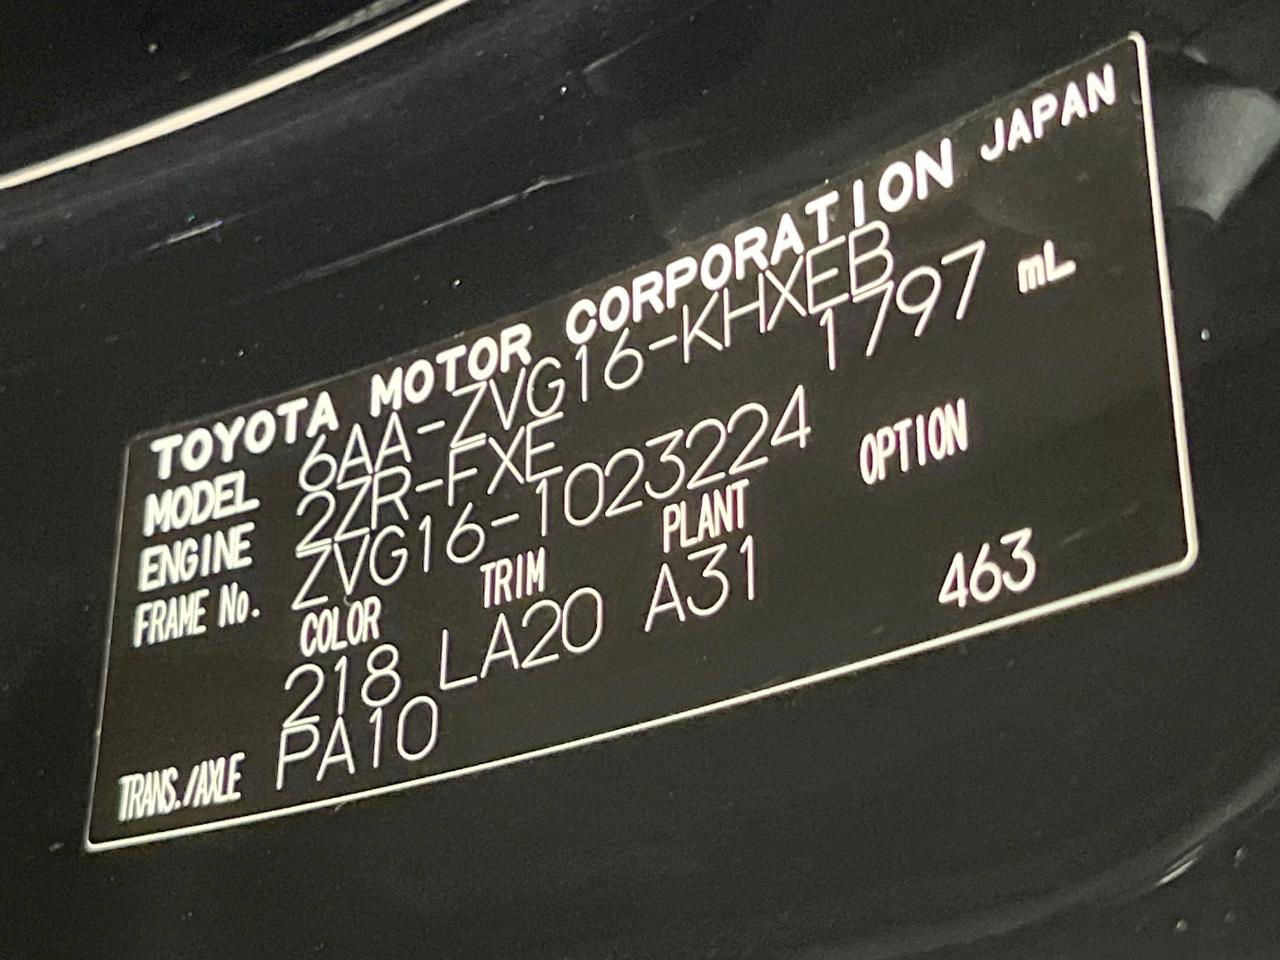 TOYOTA MOTOR CORPORATION JAPAN
MODEL 6AA-ZVG16-KHXEB
ENGINE 2ZR-FXE 1797 mL
FRAME No. ZVG16-1023224
COLOR TRIM PLANT OPTION
218 LA20 A31 463
TRANS./AXLE PA10